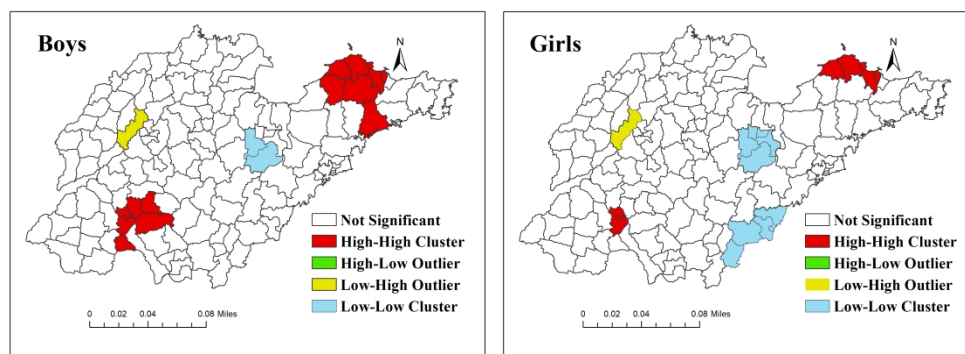 Boys
N
Not Significant
High-High Cluster
High-Low Outlier
Low-High Outlier
Low-Low Cluster
0 0.02 0.04 0.08 Miles
Girls
N
Not Significant
High-High Cluster
High-Low Outlier
Low-High Outlier
Low-Low Cluster
0 0.02 0.04 0.08 Miles